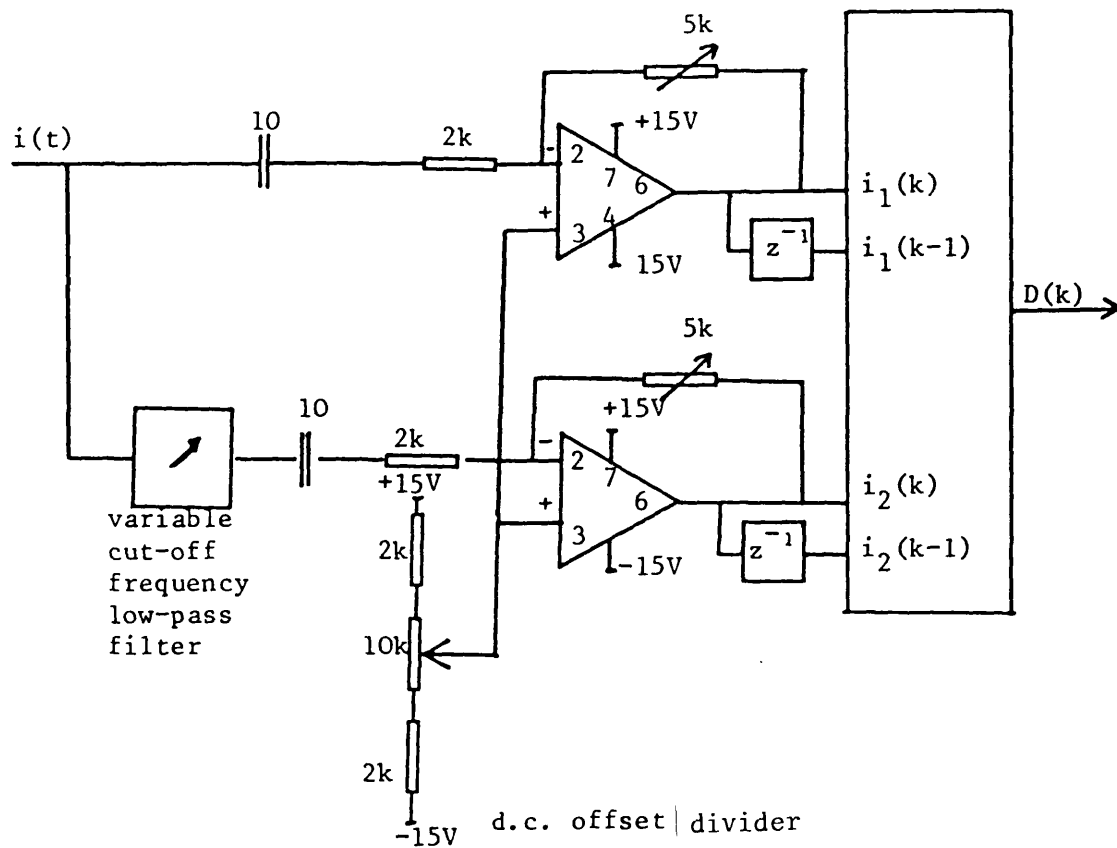 5k
i(t)
10
2k
+15V
-
2
7
6
+
3
4
15V
i1(k)
z-1
i1(k-1)
D(k)
5k
10
2k
+15V
+15V
-
2
7
6
+
3
-15V
i2(k)
z-1
i2(k-1)
variable
cut-off
frequency
low-pass
filter
2k
10k
2k
-15V
d.c. offset divider